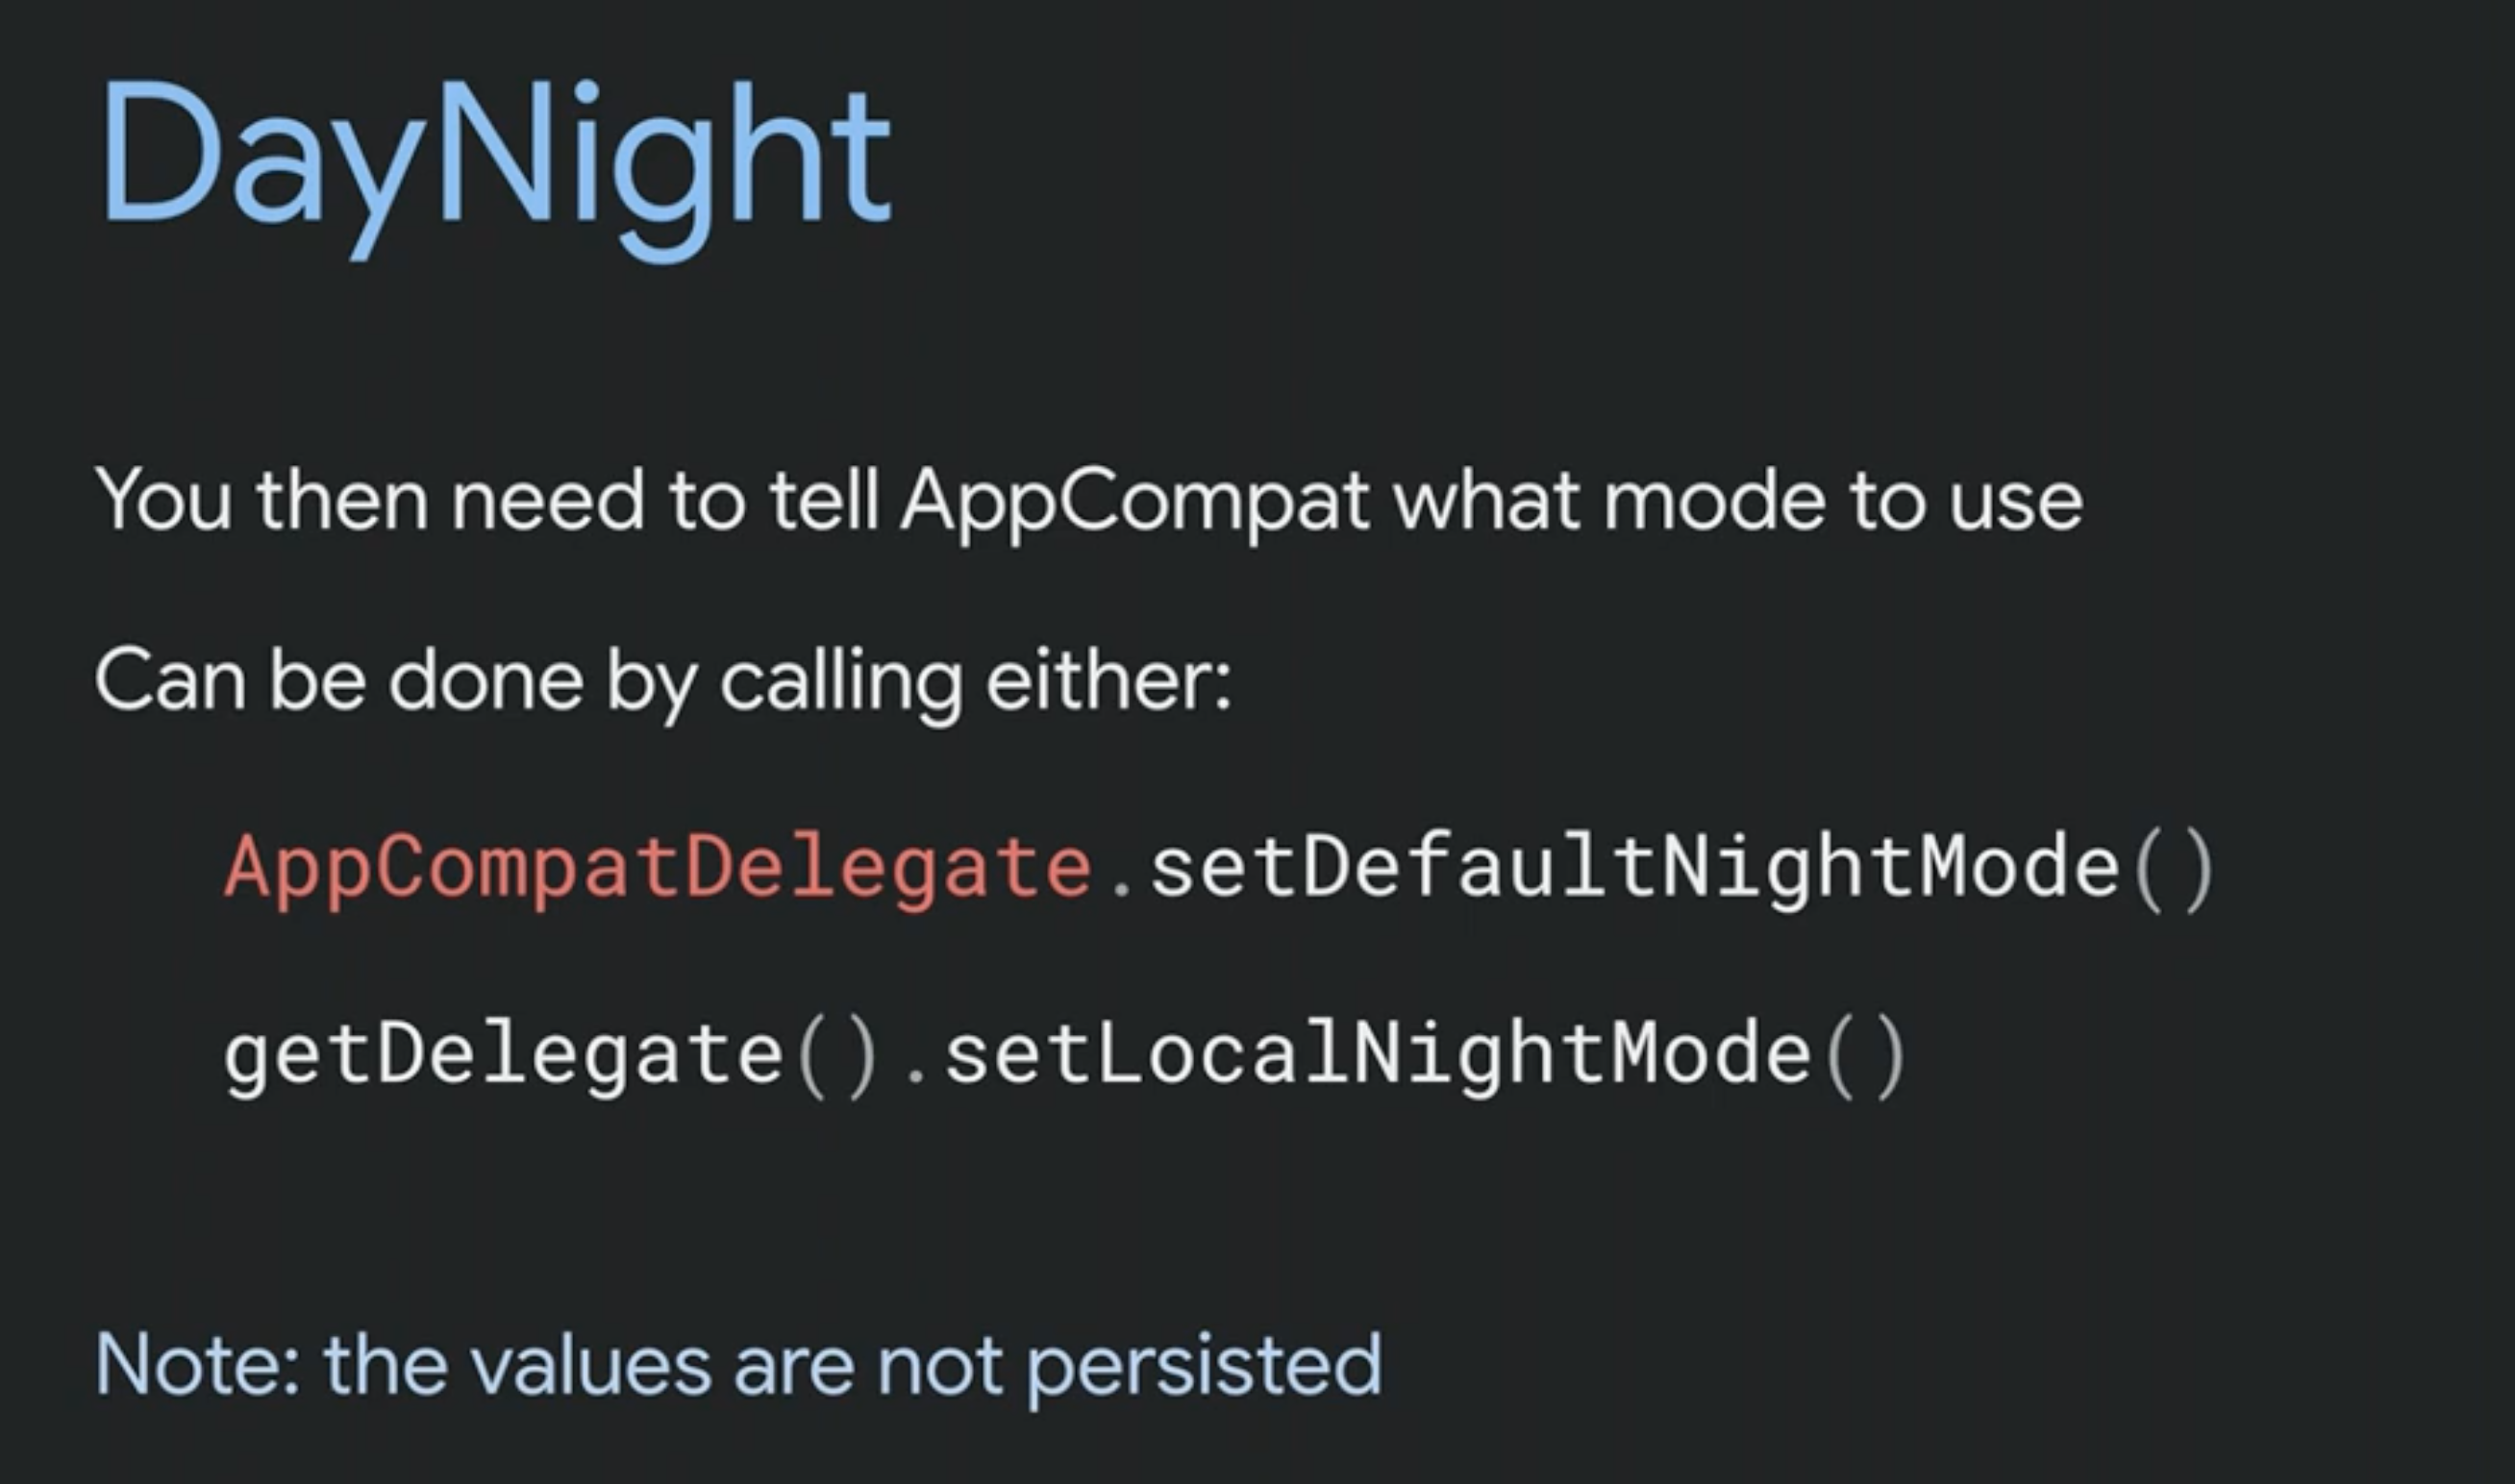 DayNight
You then need to tell AppCompat what mode to use
Can be done by calling either:
AppCompatDelegate.setDefaultNightMode()
getDelegate().setLocalNightMode()
Note: the values are not persisted